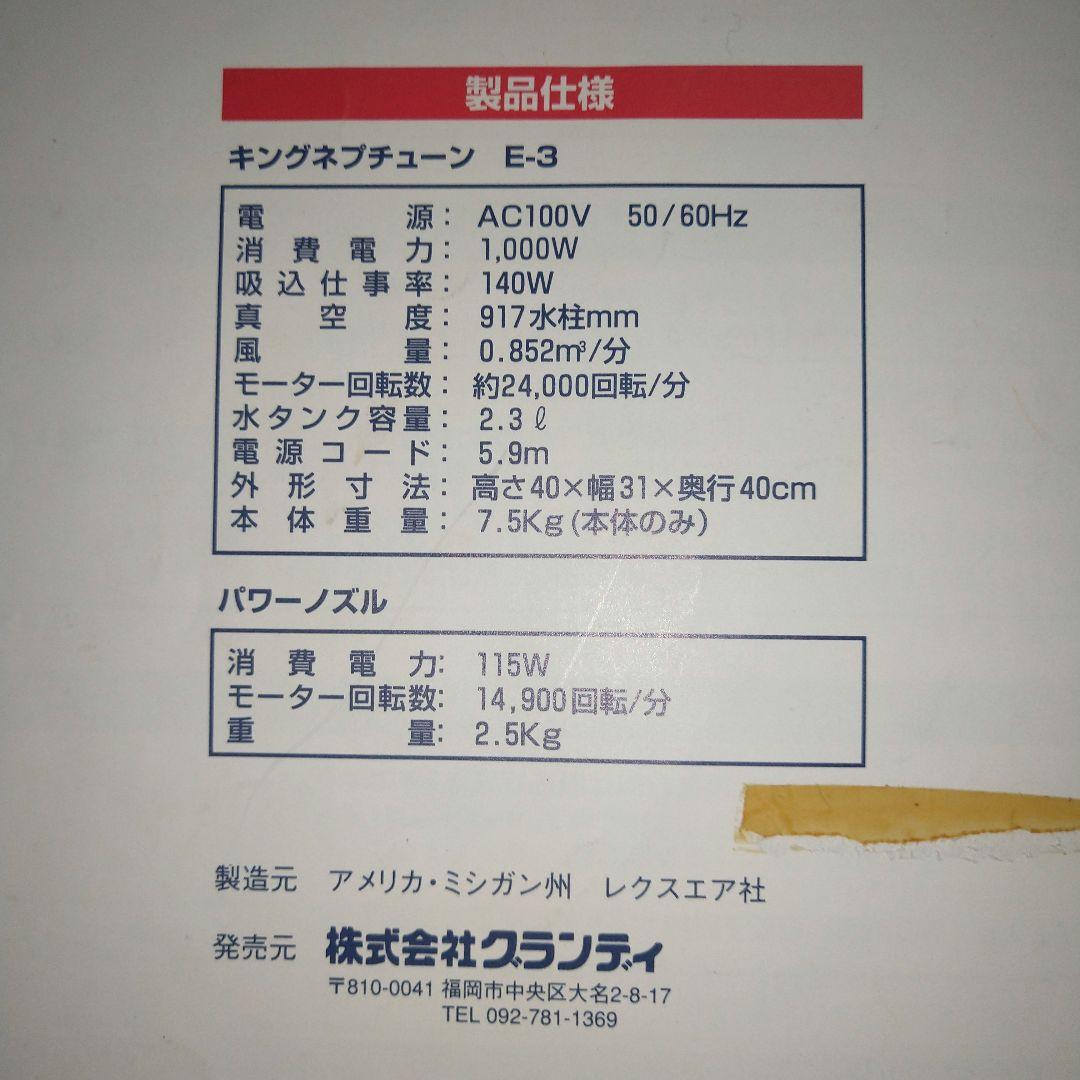 製品仕様
キングネプチューン E-3
電源: AC100V 50/60Hz
消費電力: 1,000W
吸込仕事率: 140W
真空度: 917水柱mm
風量: 0.852m³/分
モーター回転数: 約24,000回転/分
水タンク容量: 2.3ℓ
電源コード: 5.9m
外形寸法: 高さ40×幅31×奥行40cm
本体重量: 7.5Kg(本体のみ)
パワーノズル
消費電力: 115W
モーター回転数: 14,900回転/分
重量: 2.5Kg
製造元 アメリカ・ミシガン州 レクスエア社
発売元 株式会社グランディ
〒810-0041 福岡市中央区大名2-8-17
TEL 092-781-1369